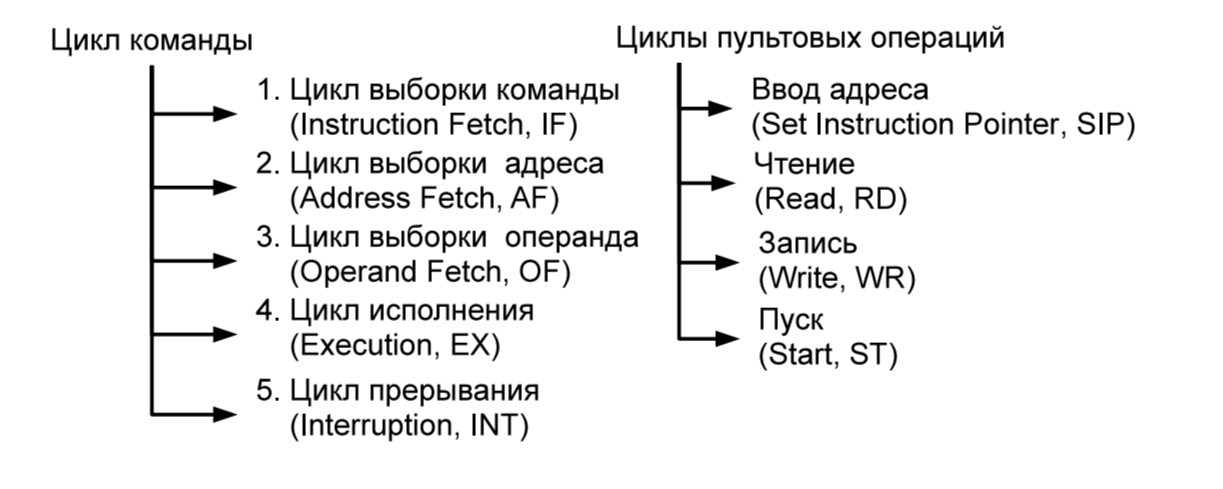 Цикл команды
1. Цикл выборки команды
(Instruction Fetch, IF)
2. Цикл выборки адреса
(Address Fetch, AF)
3. Цикл выборки операнда
(Operand Fetch, OF)
4. Цикл исполнения
(Execution, EX)
5. Цикл прерывания
(Interruption, INT)
Циклы пультовых операций
Ввод адреса
(Set Instruction Pointer, SIP)
Чтение
(Read, RD)
Запись
(Write, WR)
Пуск
(Start, ST)